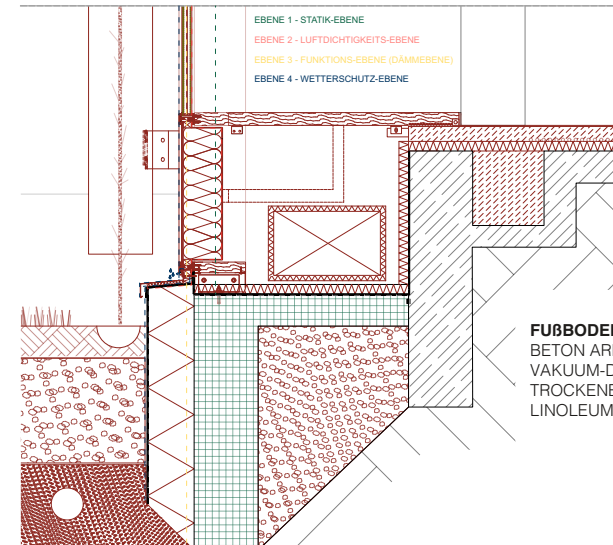 EBENE 1 - STATIK-EBENE
EBENE 2 - LUFTDICHTIGKEITS-EBENE
EBENE 3 - FUNKTIONS-EBENE (DÄMMEBENE)
EBENE 4 - WETTERSCHUTZ-EBENE
FUßBODE
BETON AR
VAKUUM-D
TROCKENE
LINOLEUM